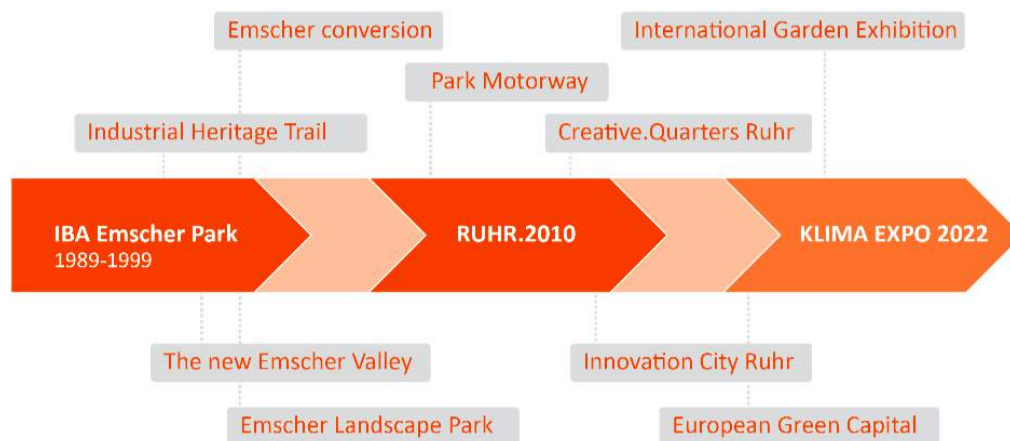 Emscher conversion
International Garden Exhibition
Park Motorway
Industrial Heritage Trail
Creative.Quarters Ruhr
IBA Emscher Park
1989-1999
RUHR.2010
KLIMA EXPO 2022
The new Emscher Valley
Innovation City Ruhr
Emscher Landscape Park
European Green Capital